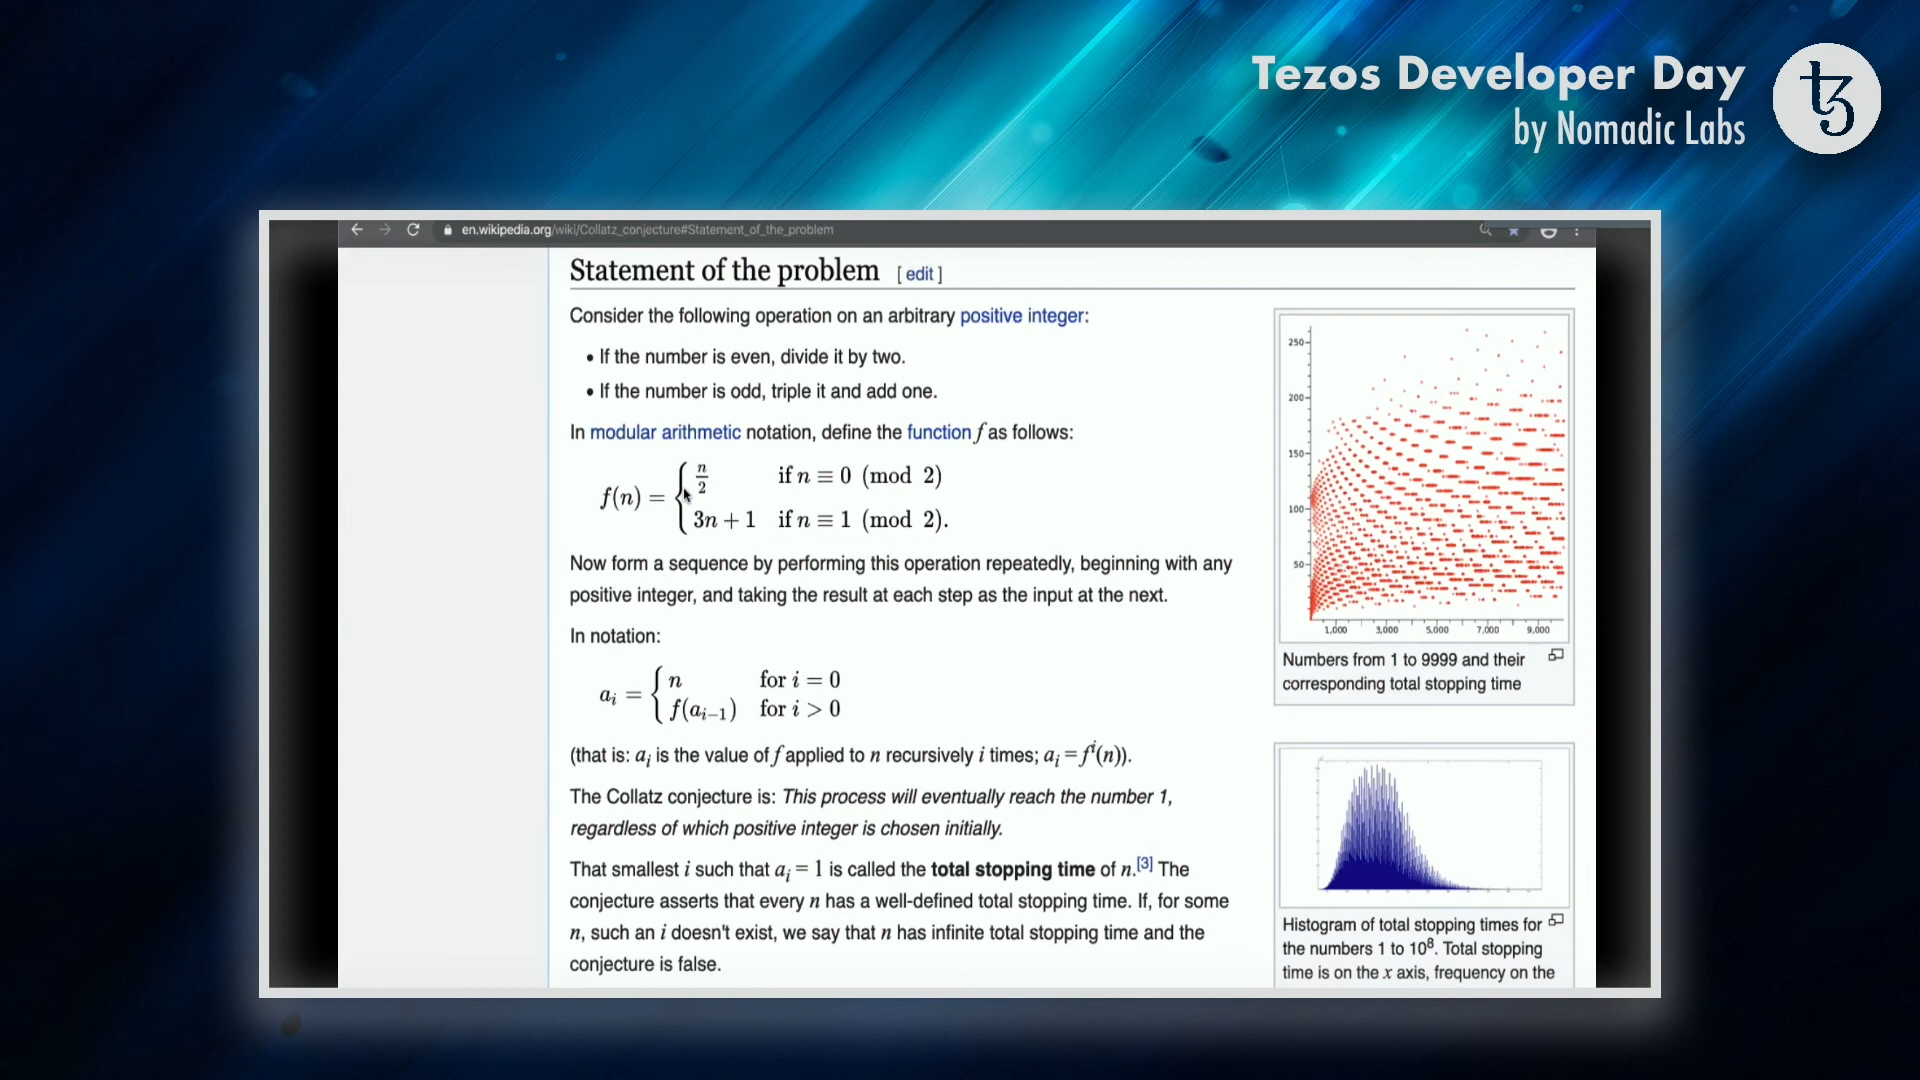 Tezos Developer Day
by Nomadic Labs
en.wikipedia.org/wiki/Collatz_conjecture#Statement_of_the_problem
Statement of the problem [ edit ]
Consider the following operation on an arbitrary positive integer:
• If the number is even, divide it by two.
• If the number is odd, triple it and add one.
In modular arithmetic notation, define the function f as follows:
f(n) = { n/2 if n ≡ 0 (mod 2)
3n + 1 if n ≡ 1 (mod 2).
Now form a sequence by performing this operation repeatedly, beginning with any
positive integer, and taking the result at each step as the input at the next.
In notation:
aᵢ = { n for i = 0
f(aᵢ₋₁) for i > 0
(that is: aᵢ is the value of f applied to n recursively i times; aᵢ = fⁱ(n)).
The Collatz conjecture is: This process will eventually reach the number 1,
regardless of which positive integer is chosen initially.
That smallest i such that aᵢ = 1 is called the total stopping time of n.[3] The
conjecture asserts that every n has a well-defined total stopping time. If, for some
n, such an i doesn't exist, we say that n has infinite total stopping time and the
conjecture is false.
250
200
150
100
50
1,000 3,000 5,000 7,000 9,000
Numbers from 1 to 9999 and their
corresponding total stopping time
Histogram of total stopping times for
the numbers 1 to 10⁸. Total stopping
time is on the x axis, frequency on the